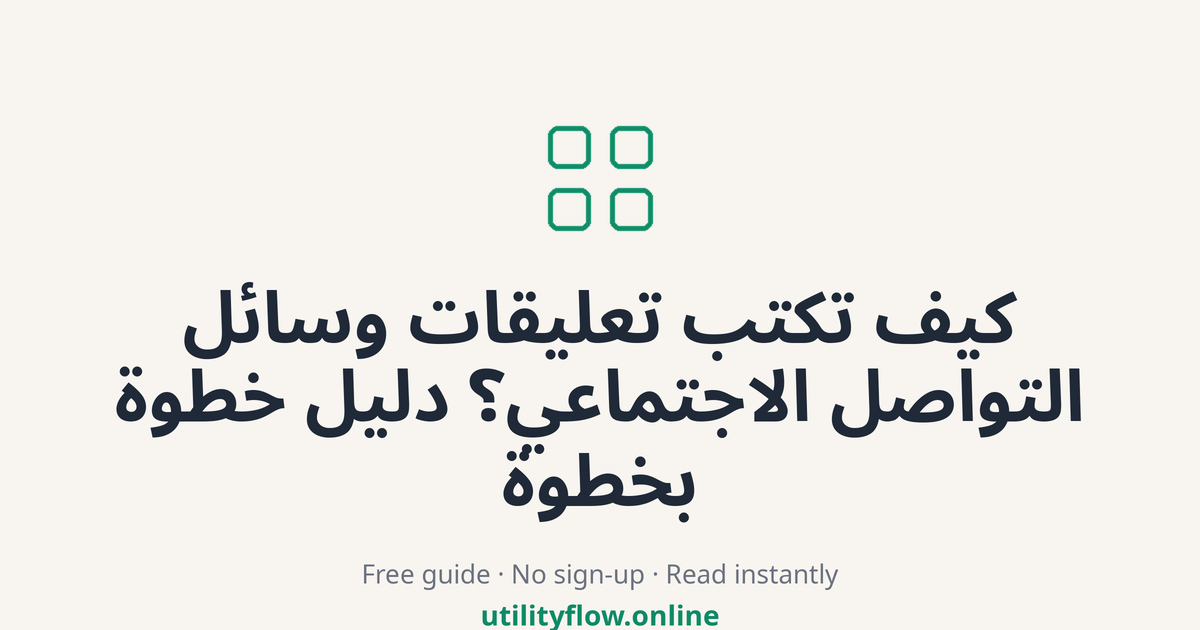 كيف تكتب تعليقات وسائل
التواصل الاجتماعي؟ دليل خطوة
بخطوة
Free guide · No sign-up · Read instantly
utilityflow.online